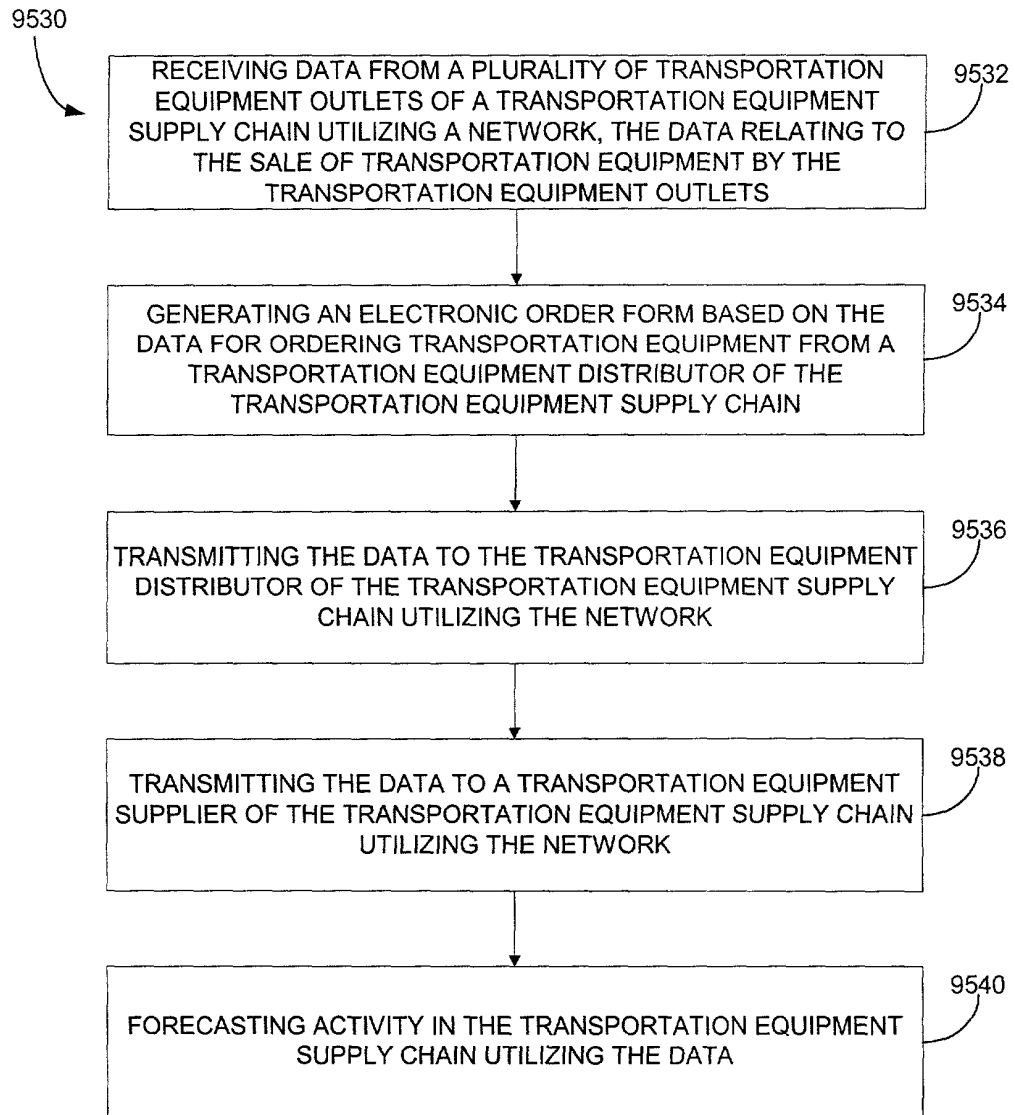 9530
RECEIVING DATA FROM A PLURALITY OF TRANSPORTATION
EQUIPMENT OUTLETS OF A TRANSPORTATION EQUIPMENT
SUPPLY CHAIN UTILIZING A NETWORK, THE DATA RELATING TO
THE SALE OF TRANSPORTATION EQUIPMENT BY THE
TRANSPORTATION EQUIPMENT OUTLETS
9532
GENERATING AN ELECTRONIC ORDER FORM BASED ON THE
DATA FOR ORDERING TRANSPORTATION EQUIPMENT FROM A
TRANSPORTATION EQUIPMENT DISTRIBUTOR OF THE
TRANSPORTATION EQUIPMENT SUPPLY CHAIN
9534
TRANSMITTING THE DATA TO THE TRANSPORTATION EQUIPMENT
DISTRIBUTOR OF THE TRANSPORTATION EQUIPMENT SUPPLY
CHAIN UTILIZING THE NETWORK
9536
TRANSMITTING THE DATA TO A TRANSPORTATION EQUIPMENT
SUPPLIER OF THE TRANSPORTATION EQUIPMENT SUPPLY CHAIN
UTILIZING THE NETWORK
9538
FORECASTING ACTIVITY IN THE TRANSPORTATION EQUIPMENT
SUPPLY CHAIN UTILIZING THE DATA
9540